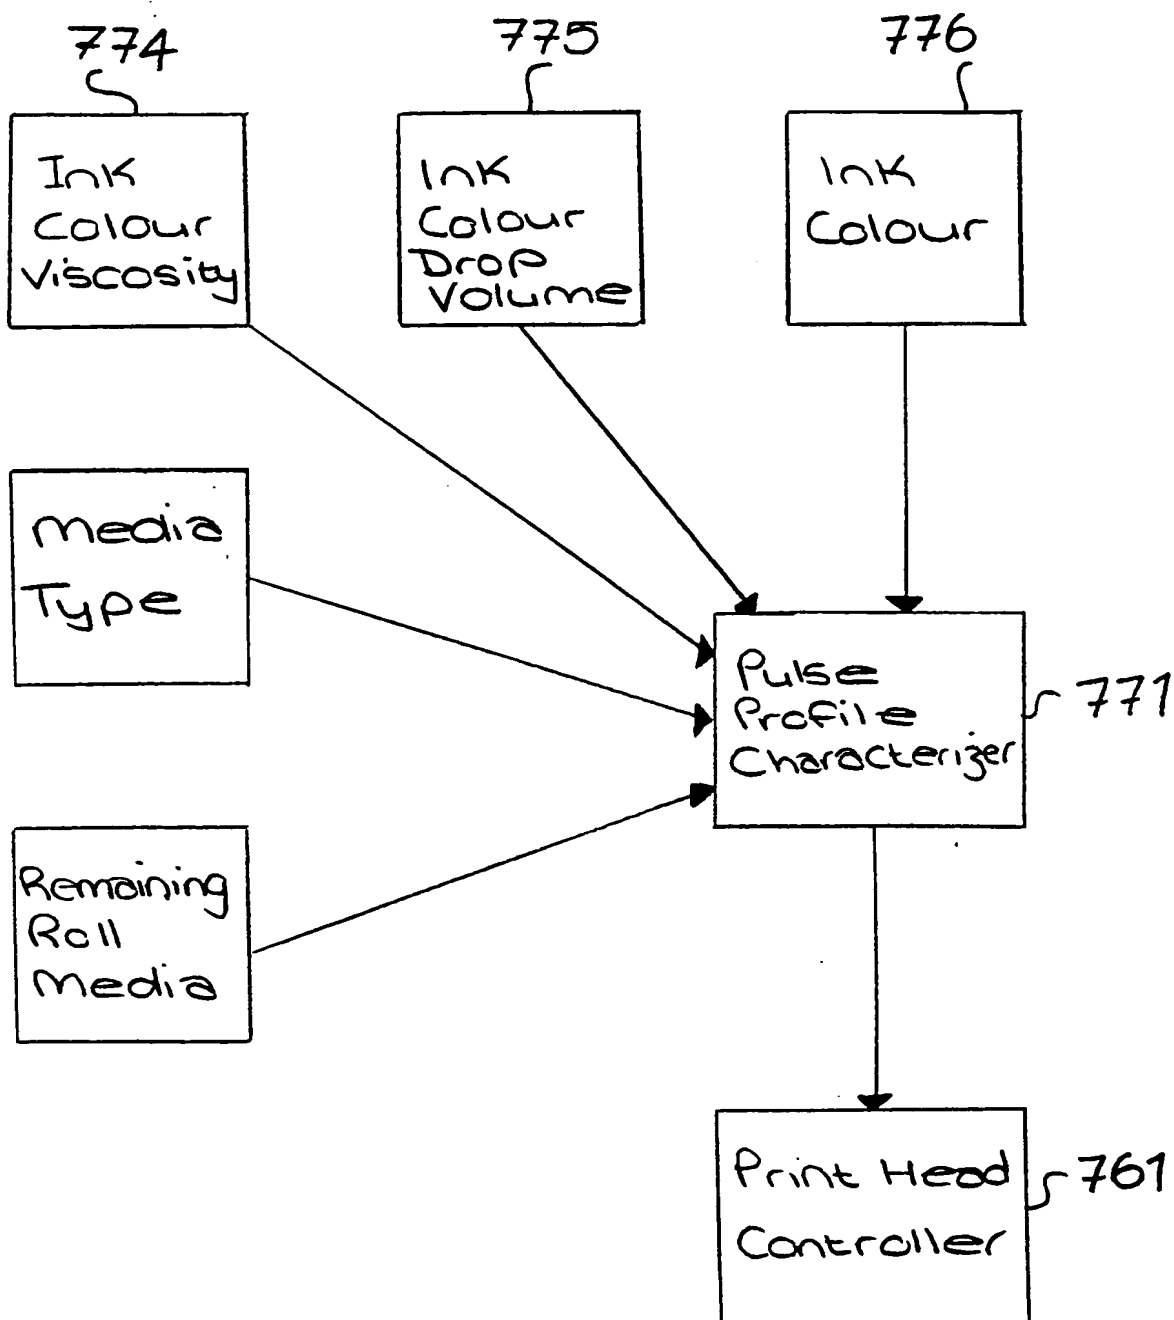 774
775
776
Ink
Colour
Viscosity
Ink
Colour
Drop
Volume
Ink
Colour
Media
Type
Pulse
Profile
Characterizer
771
Remaining
Roll
Media
Print Head
Controller
761